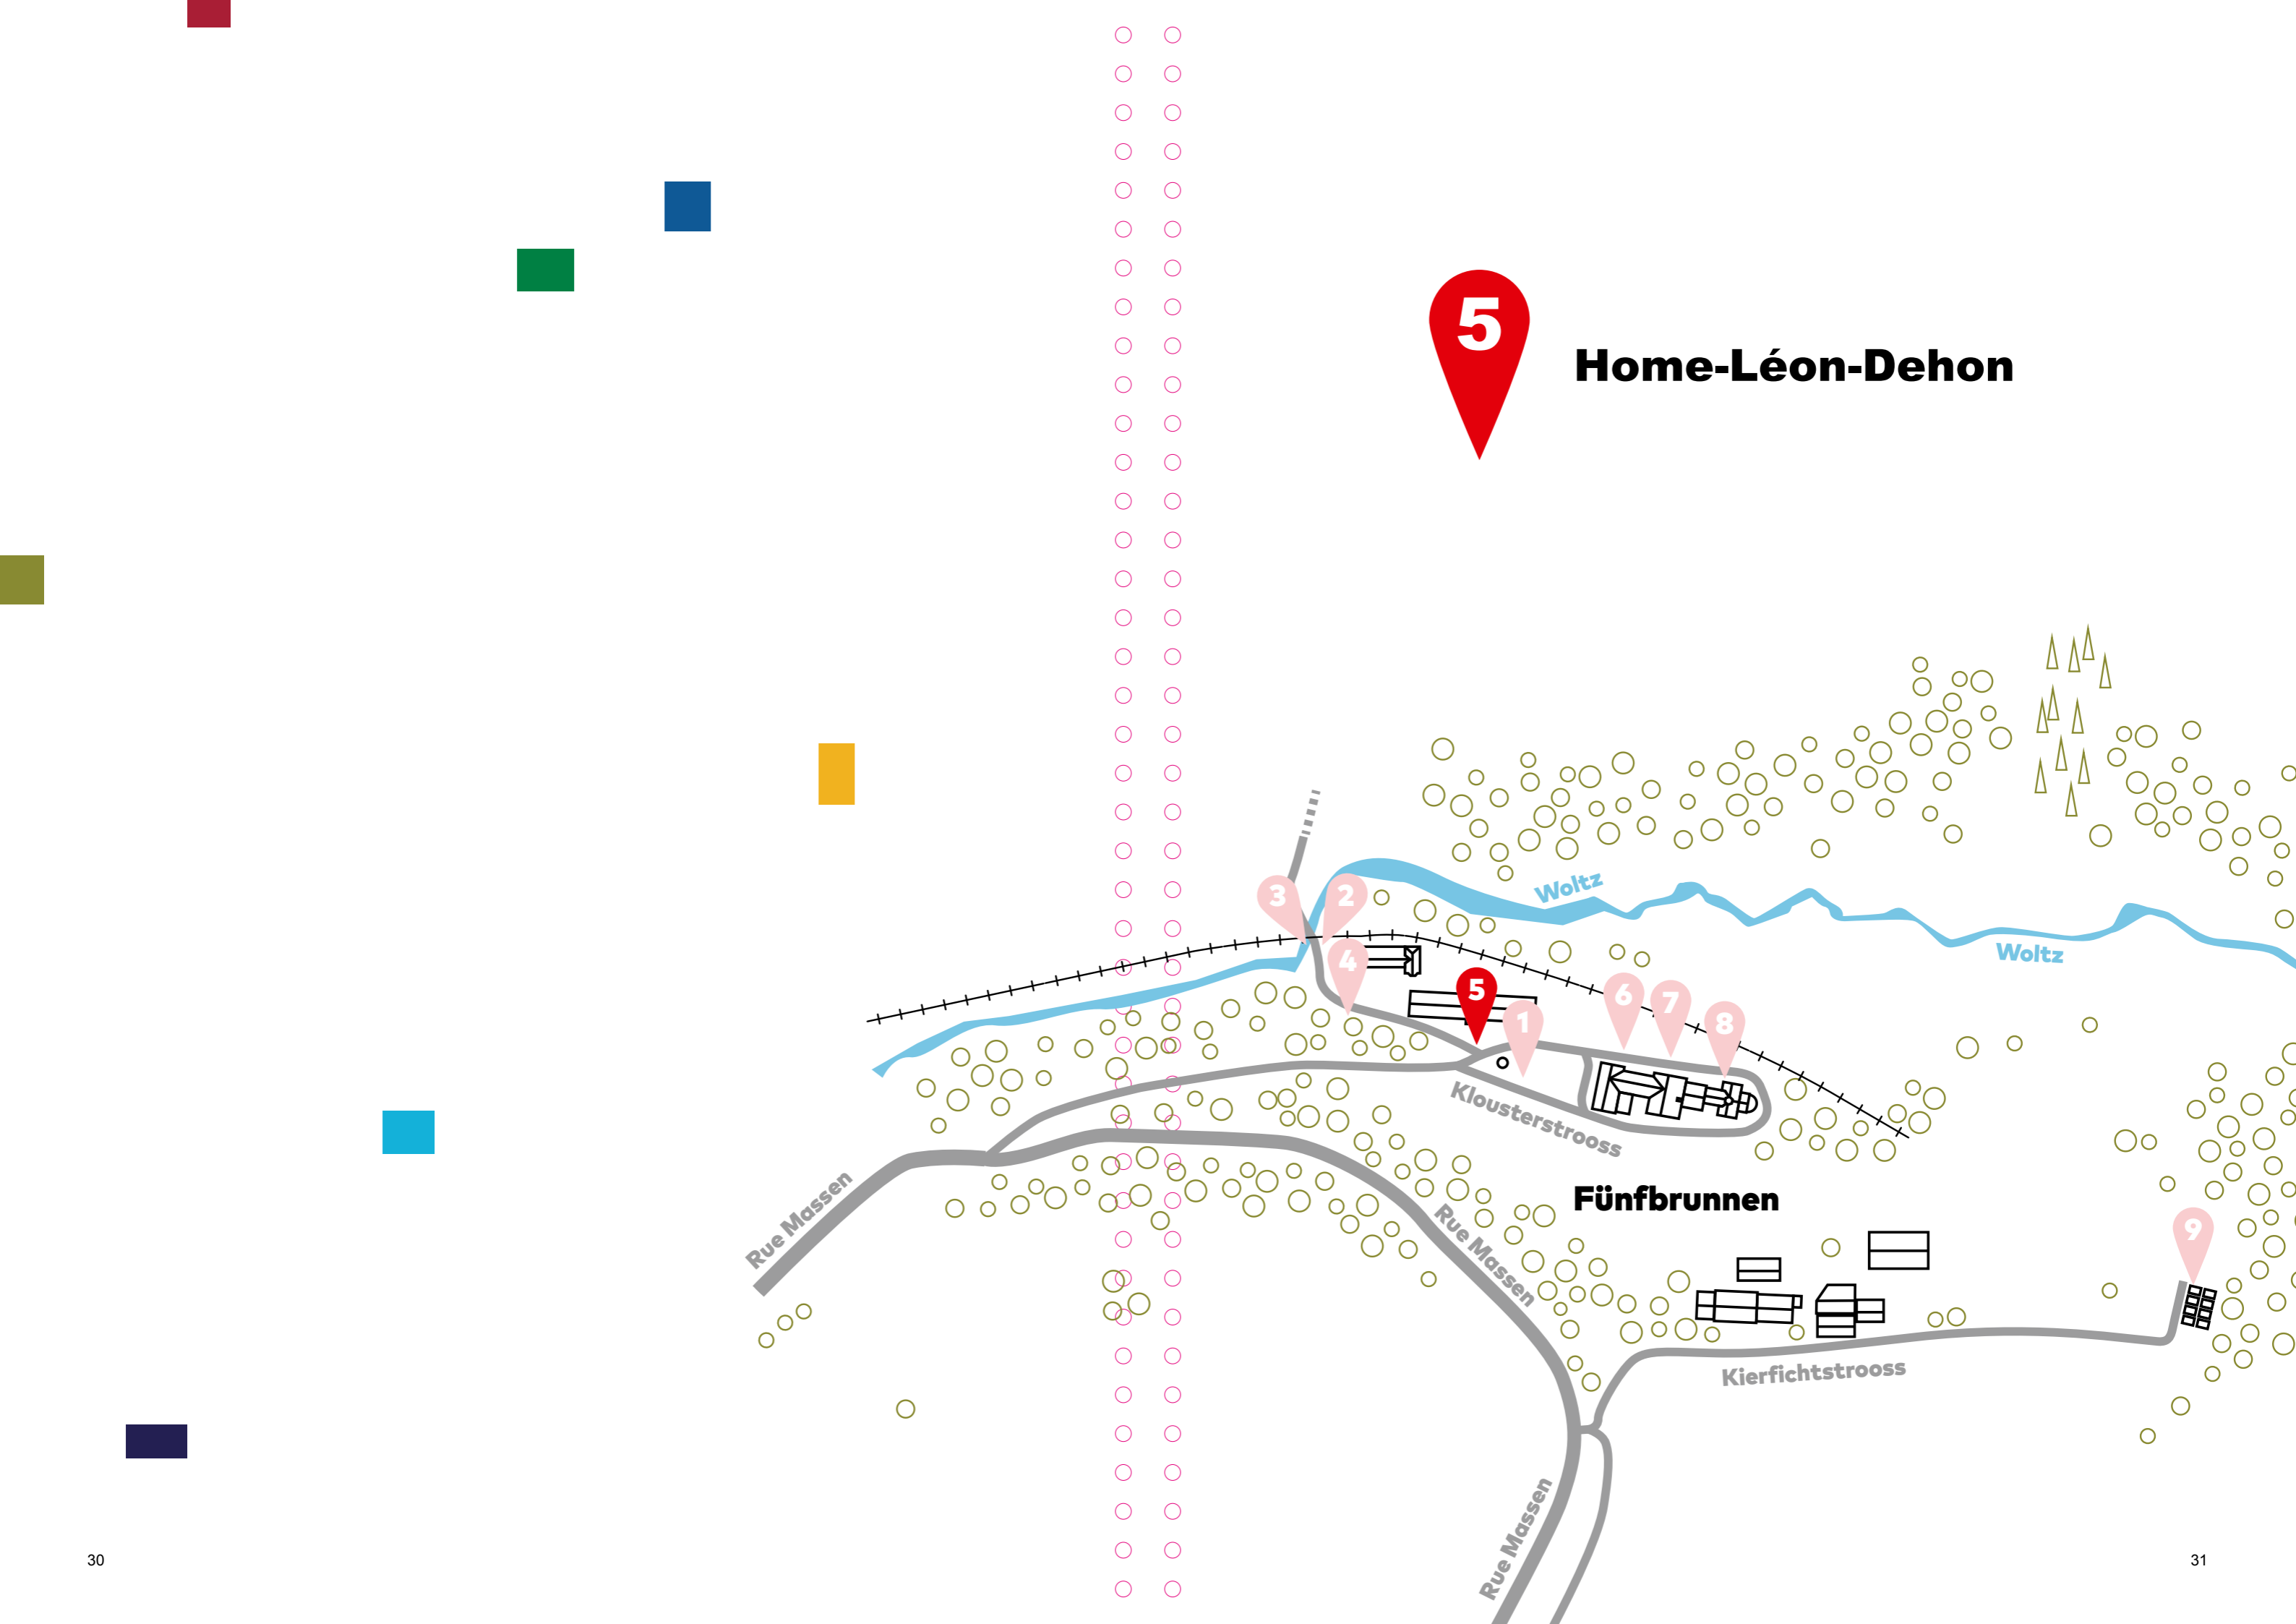 5
Home-Léon-Dehon
Woltz
3
2
Woltz
4
5
6
7
1
8
Klousterstrooss
Rue Massen
Fünfbrunnen
Rue Massen
9
Kierfichtstrooss
Rue Massen
30
31